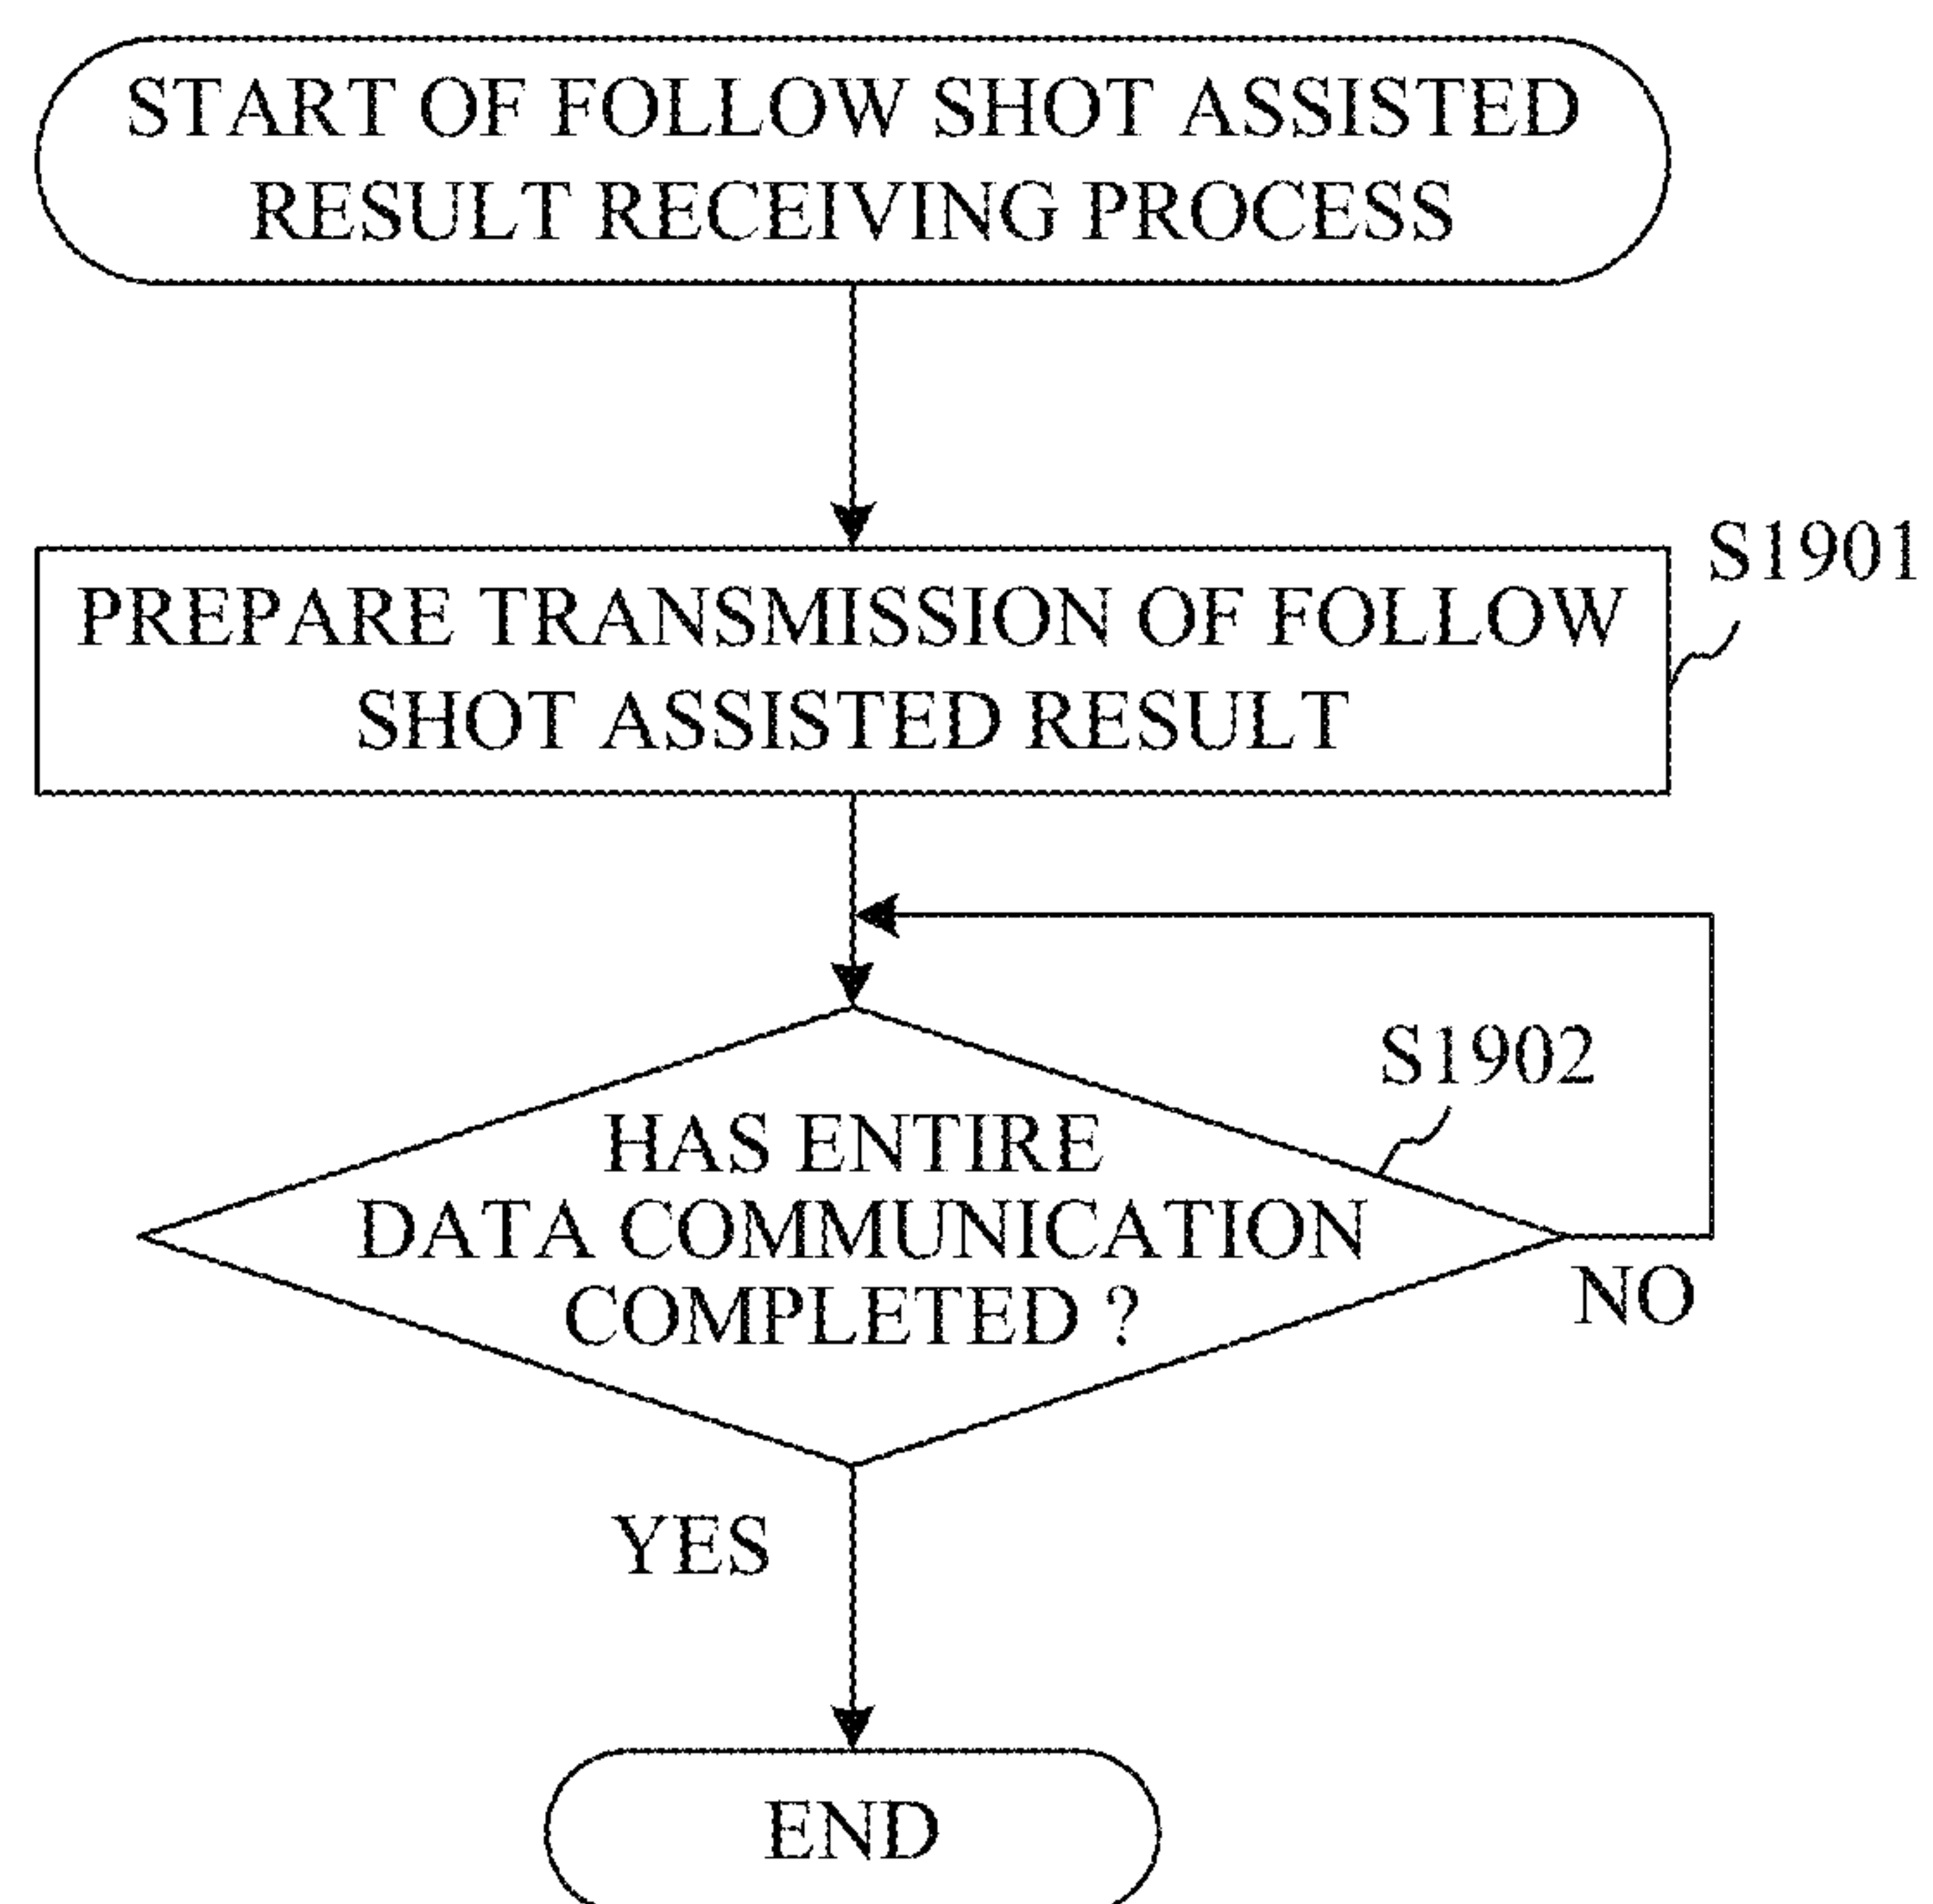 START OF FOLLOW SHOT ASSISTED
RESULT RECEIVING PROCESS
S1901
PREPARE TRANSMISSION OF FOLLOW
SHOT ASSISTED RESULT
S1902
HAS ENTIRE
DATA COMMUNICATION
COMPLETED ?
NO
YES
END